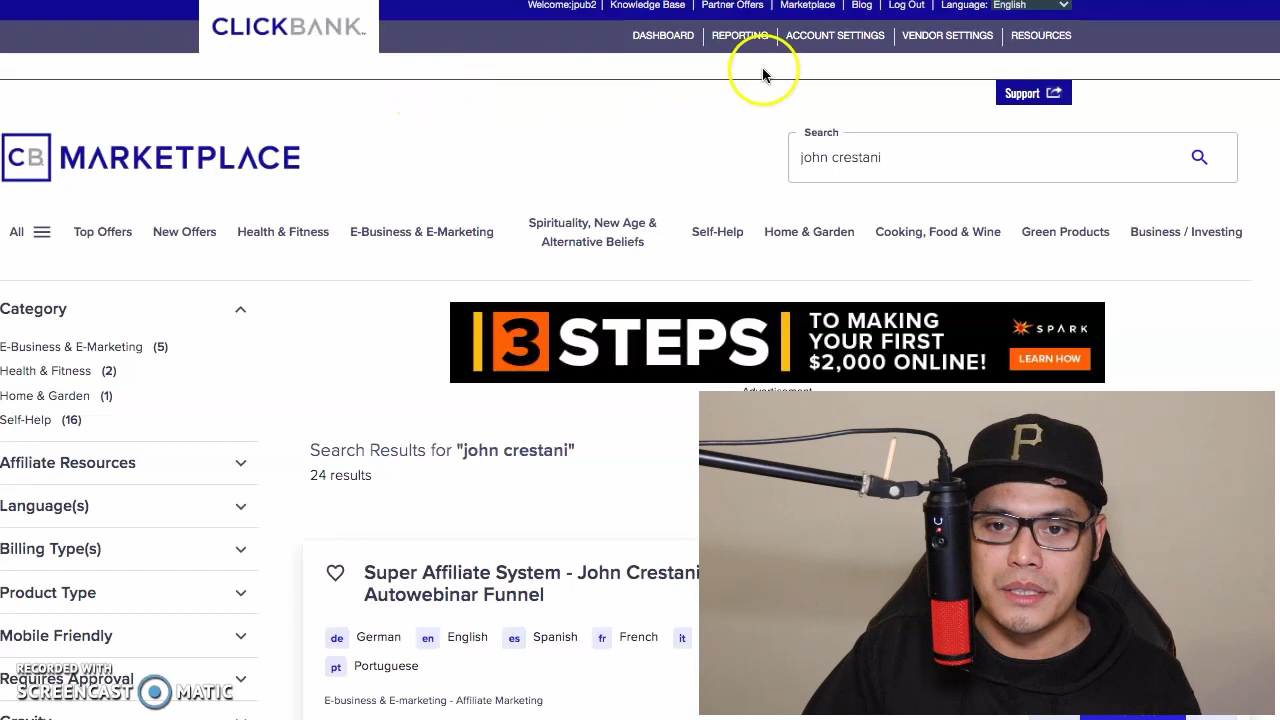 CLICKBANK
Welcome:jpub2 | Knowledge Base | Partner Offers | Marketplace | Blog | Log Out | Language: English
DASHBOARD REPORTING ACCOUNT SETTINGS VENDOR SETTINGS RESOURCES
Support
CB MARKETPLACE
Search
john crestani
All Top Offers New Offers Health & Fitness E-Business & E-Marketing Spirituality, New Age & Alternative Beliefs Self-Help Home & Garden Cooking, Food & Wine Green Products Business / Investing
Category
E-Business & E-Marketing (5)
Health & Fitness (2)
Home & Garden (1)
Self-Help (16)
Affiliate Resources
Language(s)
Billing Type(s)
Product Type
Mobile Friendly
Requires Approval
Gravity
3 STEPS
TO MAKING
YOUR FIRST
$2,000 ONLINE!
SPARK
LEARN HOW
Advertisement
Search Results for "john crestani"
24 results
Super Affiliate System - John Crestani
Autowebinar Funnel
de German en English es Spanish fr French it
pt Portuguese
E-business & E-marketing - Affiliate Marketing
P
RECORDED WITH
SCREENCAST MATIC